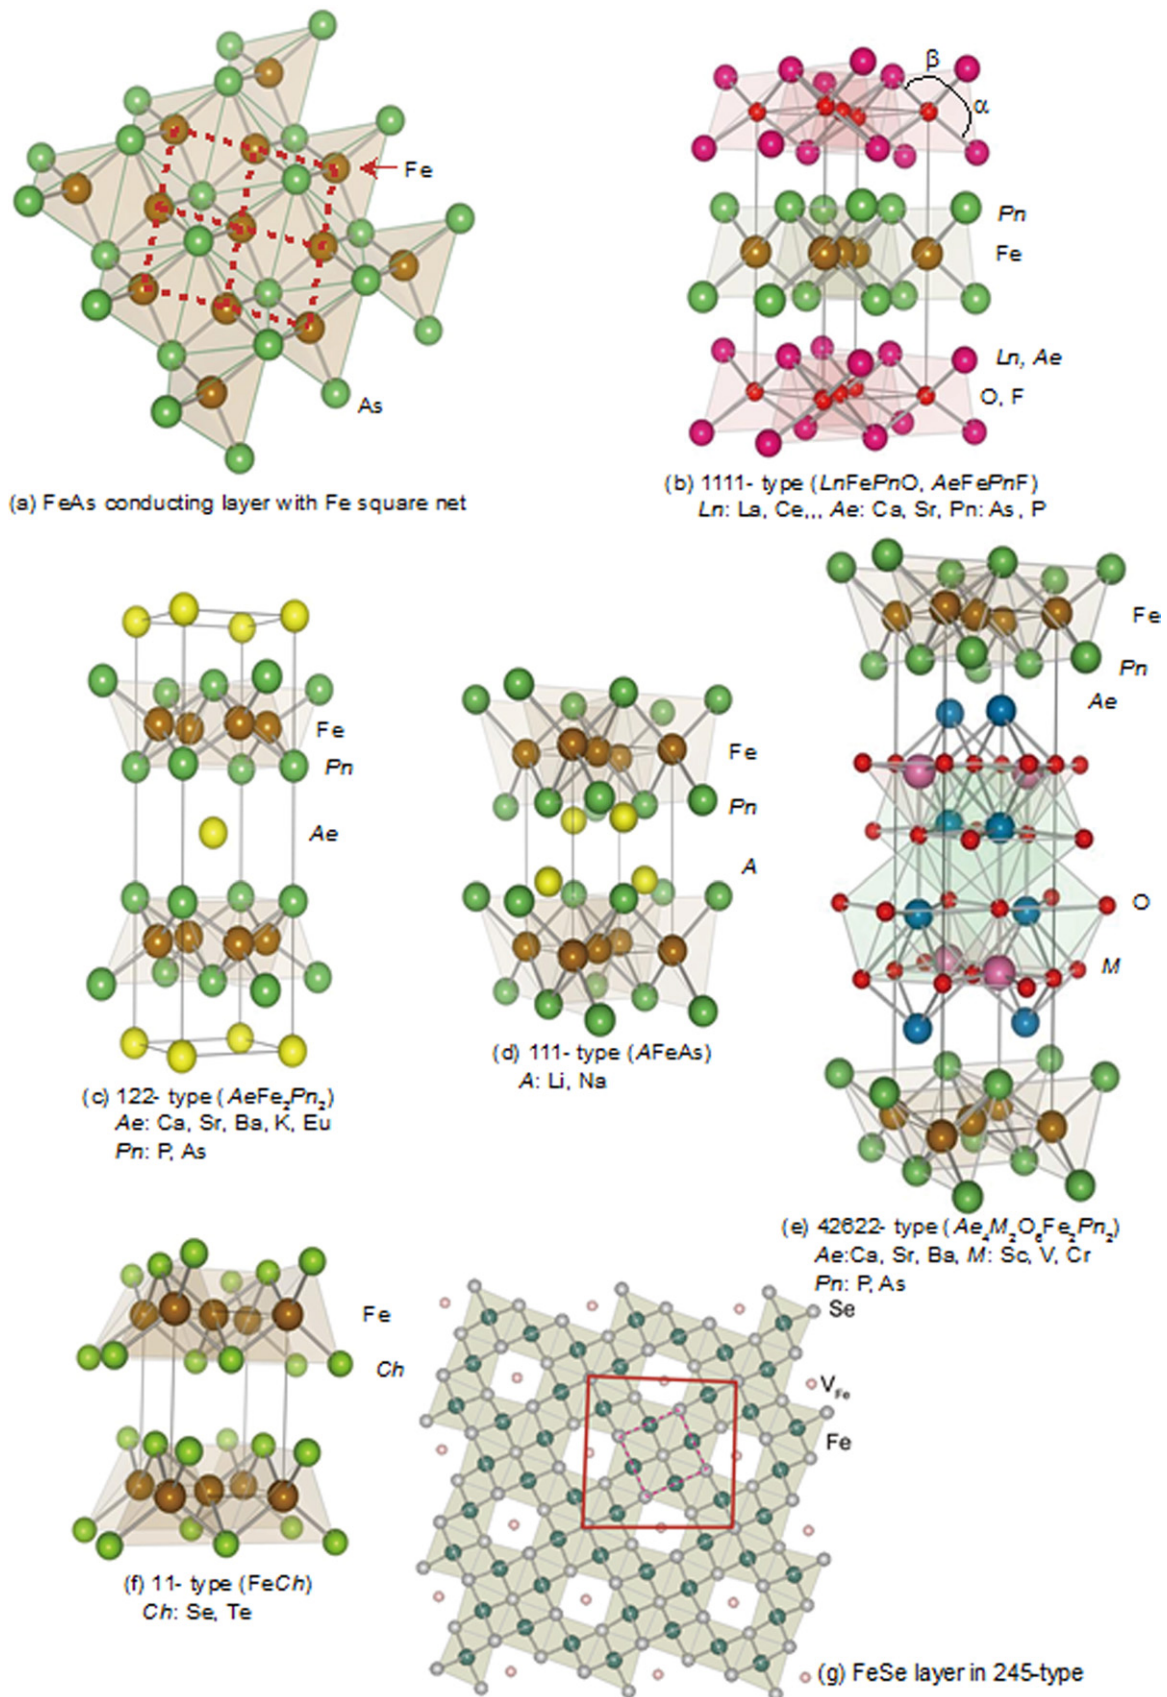 Fe
As
(a) FeAs conducting layer with Fe square net
β
α
Pn
Fe
Ln, Ae
O, F
(b) 1111- type (LnFePnO, AeFePnF)
Ln: La, Ce,,, Ae: Ca, Sr, Pn: As, P
Fe
Pn
Ae
(c) 122- type (AeFe₂Pn₂)
Ae: Ca, Sr, Ba, K, Eu
Pn: P, As
Fe
Pn
A
(d) 111- type (AFeAs)
A: Li, Na
Fe
Pn
Ae
O
M
(e) 42622- type (Ae₄M₂O₆Fe₂Pn₂)
Ae:Ca, Sr, Ba, M: Sc, V, Cr
Pn: P, As
Fe
Ch
(f) 11- type (FeCh)
Ch: Se, Te
Se
V_Fe
Fe
(g) FeSe layer in 245-type